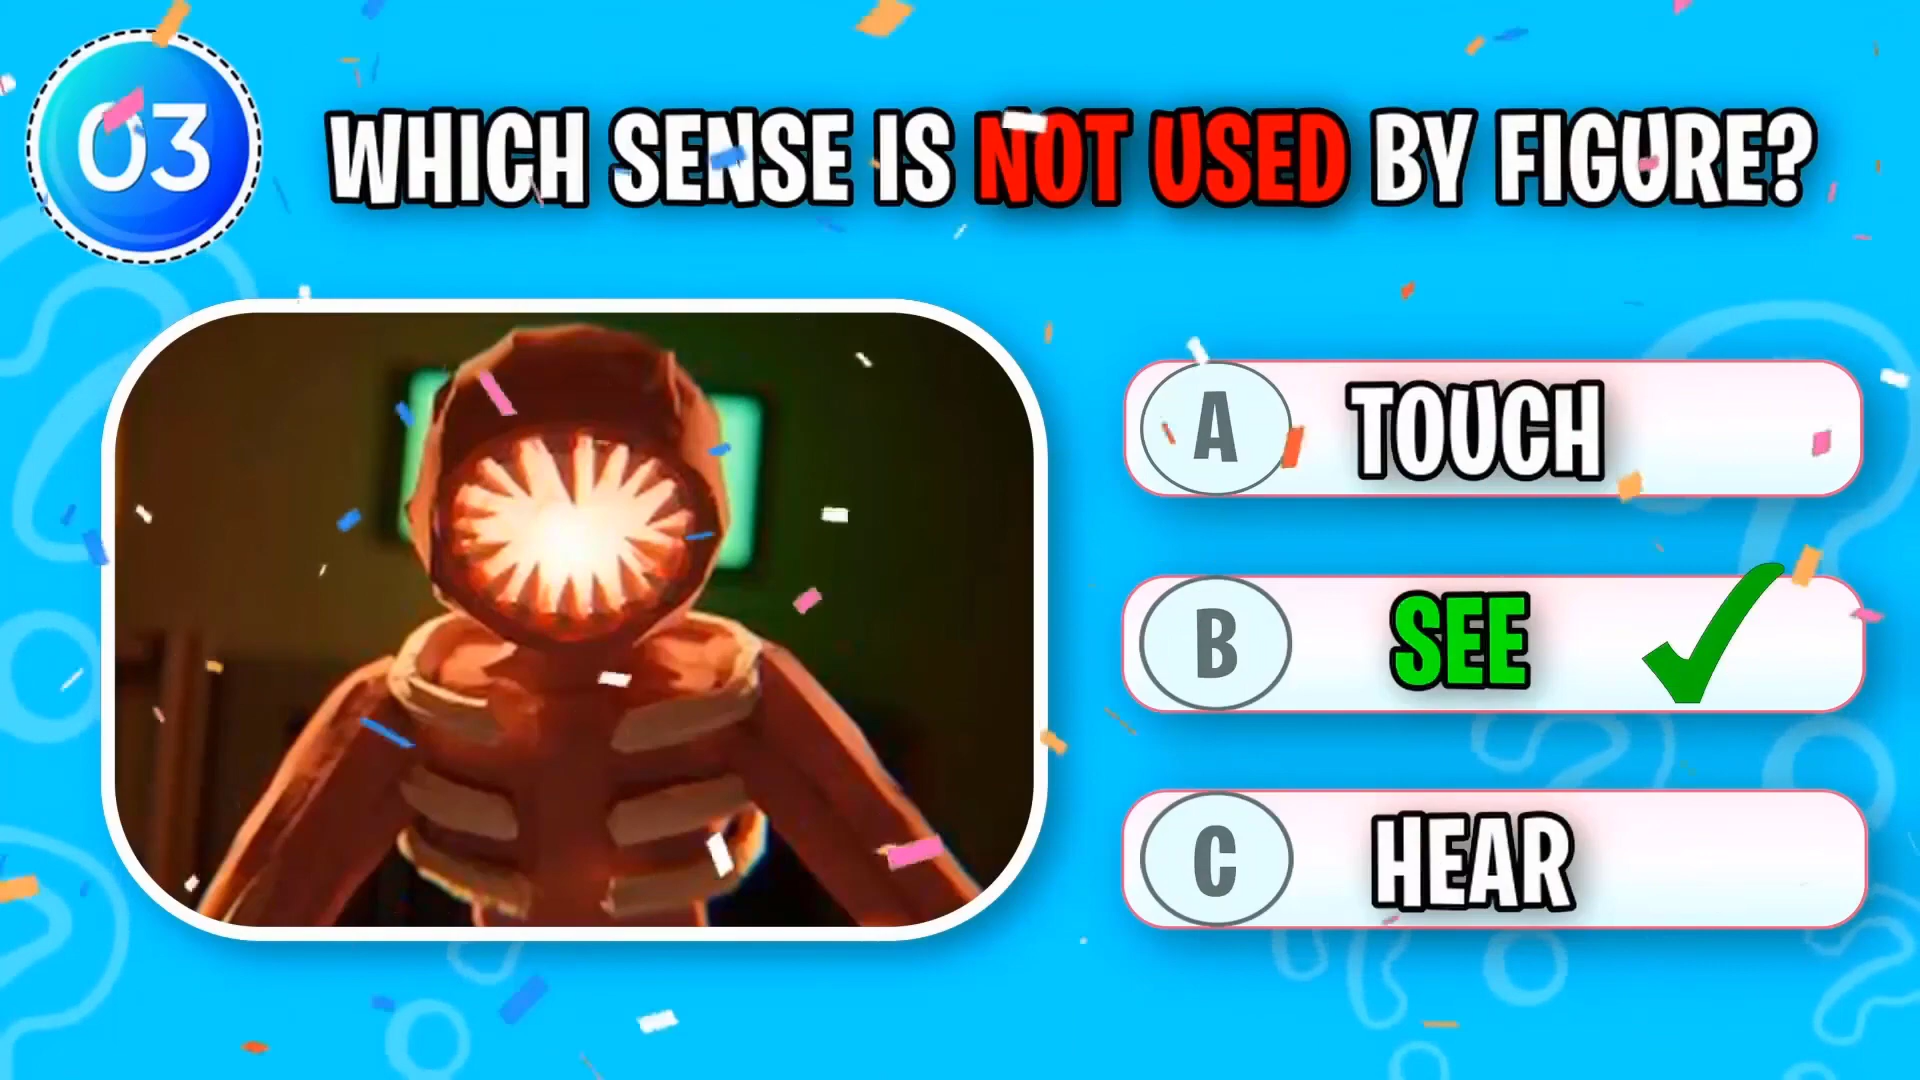 03
WHICH SENSE IS NOT USED BY FIGURE?
A TOUCH
B SEE
C HEAR